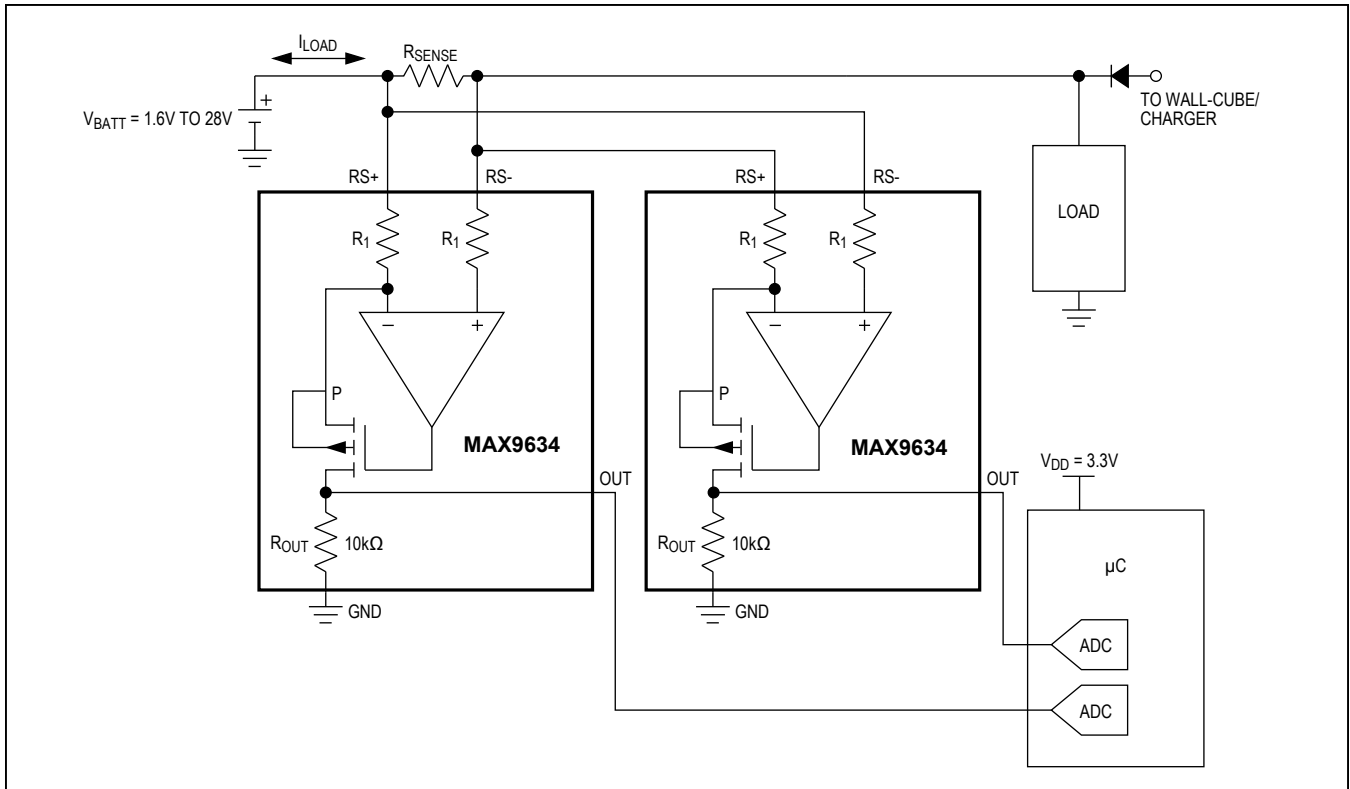 ILOAD
RSENSE
VBATT = 1.6V TO 28V
+
TO WALL-CUBE/
CHARGER
LOAD
RS+
RS-
RS+
RS-
R1
R1
R1
R1
−
+
−
+
P
P
MAX9634
MAX9634
OUT
OUT
ROUT
10kΩ
ROUT
10kΩ
GND
GND
VDD = 3.3V
µC
ADC
ADC